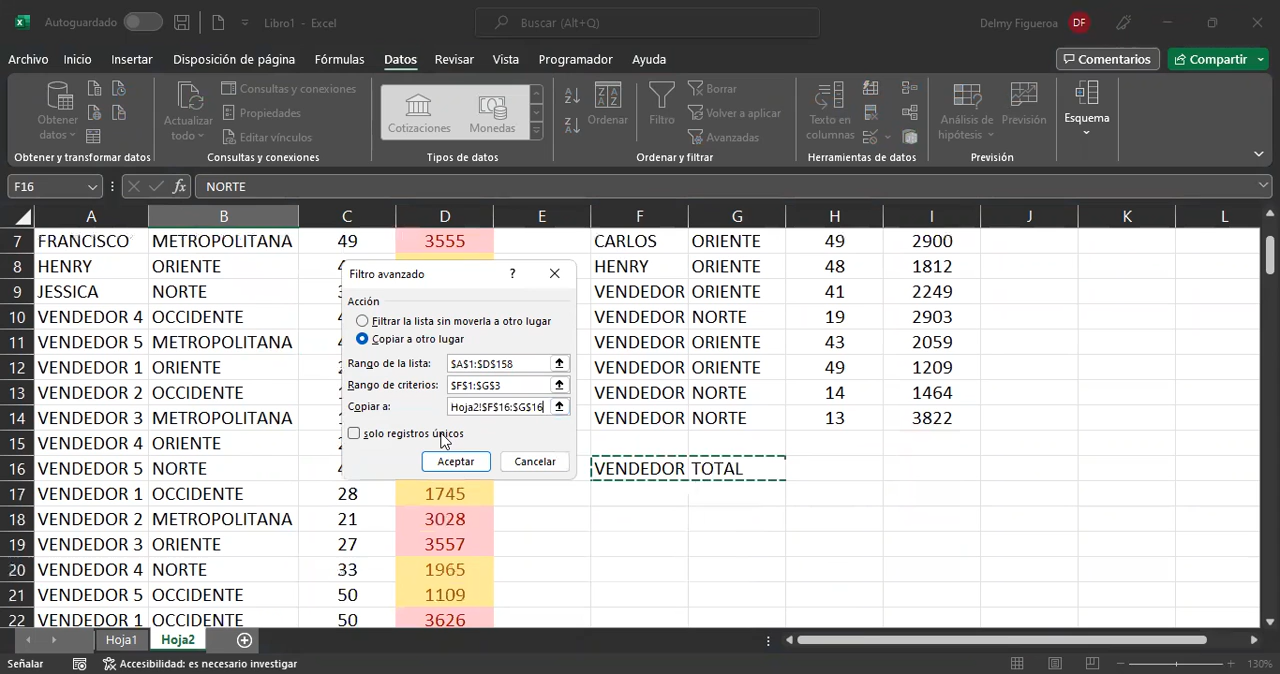 Autoguardado Libro1 - Excel Buscar (Alt+Q) Delmy Figueroa DF
Archivo Inicio Insertar Disposición de página Fórmulas Datos Revisar Vista Programador Ayuda Comentarios Compartir
Obtener datos
Actualizar todo
Consultas y conexiones
Propiedades
Editar vínculos
Cotizaciones Monedas
Ordenar Filtro
Borrar
Volver a aplicar
Avanzadas
Texto en columnas
Análisis de hipótesis
Previsión
Esquema
Obtener y transformar datos Consultas y conexiones Tipos de datos Ordenar y filtrar Herramientas de datos Previsión
F16 fx NORTE
A B C D E F G H I J K L
7 FRANCISCO METROPOLITANA 49 3555 CARLOS ORIENTE 49 2900
8 HENRY ORIENTE HENRY ORIENTE 48 1812
9 JESSICA NORTE VENDEDOR ORIENTE 41 2249
10 VENDEDOR 4 OCCIDENTE VENDEDOR NORTE 19 2903
11 VENDEDOR 5 METROPOLITANA VENDEDOR NORTE 43 2059
12 VENDEDOR 1 ORIENTE VENDEDOR ORIENTE 49 1209
13 VENDEDOR 2 OCCIDENTE VENDEDOR NORTE 14 1464
14 VENDEDOR 3 METROPOLITANA VENDEDOR NORTE 13 3822
15 VENDEDOR 4 ORIENTE
16 VENDEDOR 5 NORTE VENDEDOR TOTAL
17 VENDEDOR 1 OCCIDENTE 28 1745
18 VENDEDOR 2 METROPOLITANA 21 3028
19 VENDEDOR 3 ORIENTE 27 3557
20 VENDEDOR 4 NORTE 33 1965
21 VENDEDOR 5 OCCIDENTE 50 1109
22 VENDEDOR 1 OCCIDENTE 50 3626
Filtro avanzado ?
Acción
Filtrar la lista sin moverla a otro lugar
Copiar a otro lugar
Rango de la lista: $A$1:$D$158
Rango de criterios: $F$1:$G$3
Copiar a: Hoja2!$F$16:$G$16
Solo registros únicos
Aceptar Cancelar
Hoja1 Hoja2
Señalar Accesibilidad: es necesario investigar 130%